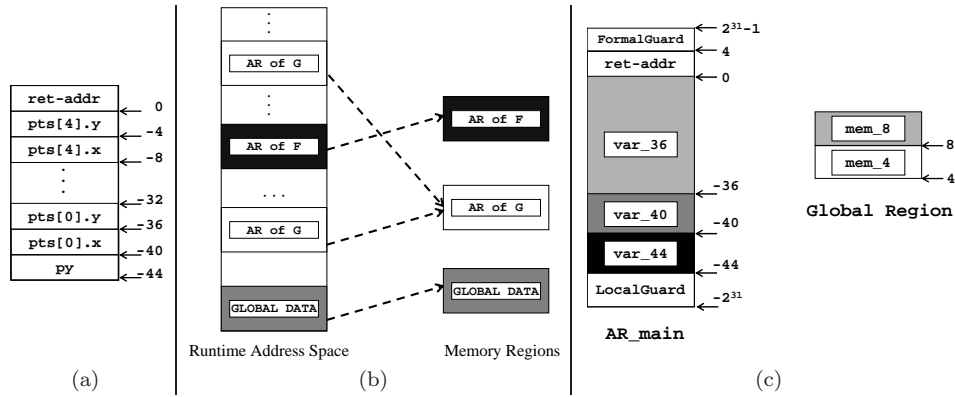 ret-addr
0
pts[4].y
-4
pts[4].x
-8
-32
pts[0].y
-36
pts[0].x
-40
py
-44
(a)
AR of G
AR of F
...
AR of G
GLOBAL DATA
Runtime Address Space
AR of F
AR of G
GLOBAL DATA
Memory Regions
(b)
2³¹-1
FormalGuard
4
ret-addr
0
var_36
-36
var_40
-40
var_44
-44
LocalGuard
-2³¹
AR_main
mem_8
8
mem_4
4
Global Region
(c)